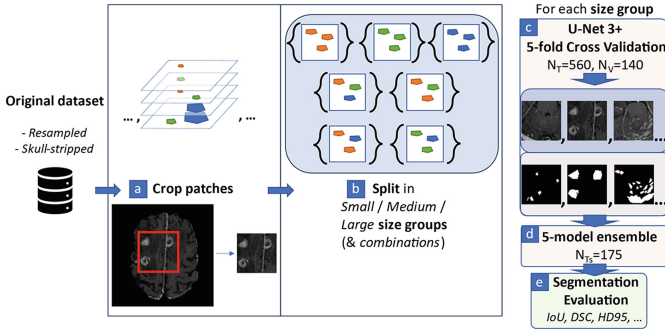 Original dataset
- Resampled
- Skull-stripped
..., ...
a Crop patches
b Split in
Small / Medium /
Large size groups
(& combinations)
For each size group
c U-Net 3+
5-fold Cross Validation
N_T=560, N_V=140
, , ...
, , ...
d 5-model ensemble
N_Ts=175
e Segmentation
Evaluation
IoU, DSC, HD95, ...